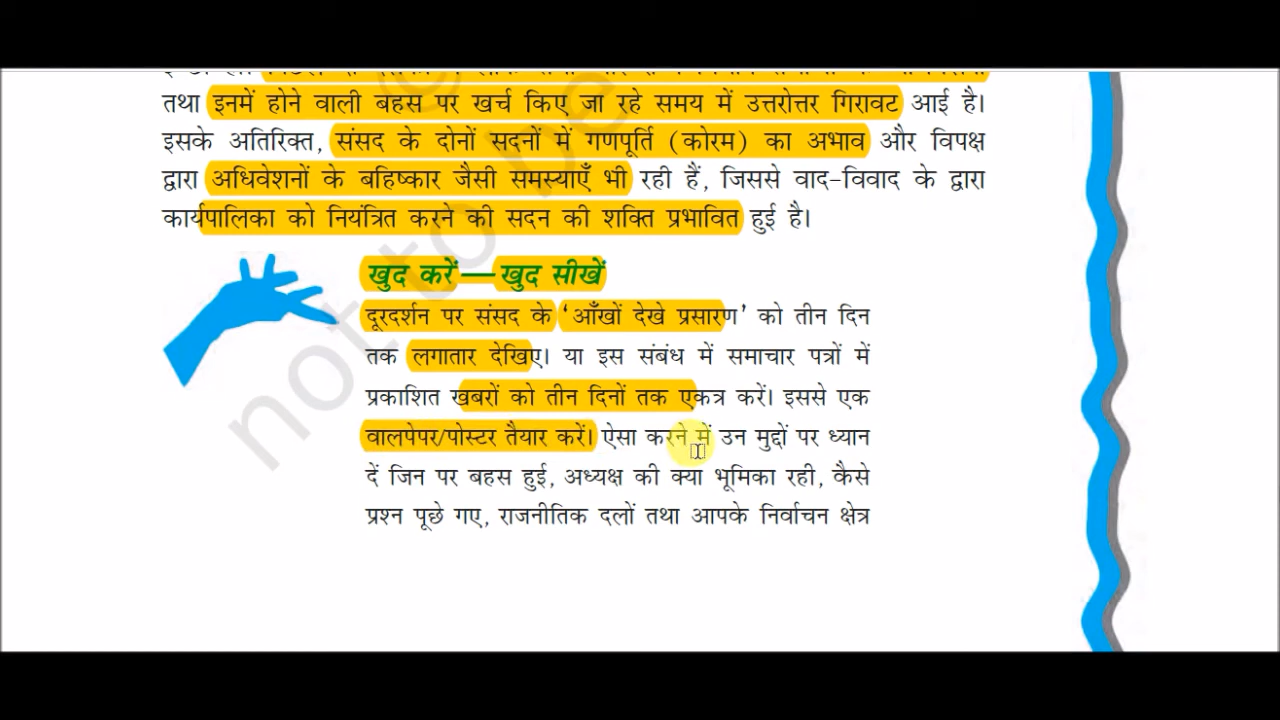 तथा इनमें होने वाली बहस पर खर्च किए जा रहे समय में उत्तरोत्तर गिरावट आई है।
इसके अतिरिक्त, संसद के दोनों सदनों में गणपूर्ति (कोरम) का अभाव और विपक्ष
द्वारा अधिवेशनों के बहिष्कार जैसी समस्याएँ भी रही हैं, जिससे वाद-विवाद के द्वारा
कार्यपालिका को नियंत्रित करने की सदन की शक्ति प्रभावित हुई है।
खुद करें—खुद सीखें
दूरदर्शन पर संसद के ‘आँखों देखे प्रसारण’ को तीन दिन
तक लगातार देखिए। या इस संबंध में समाचार पत्रों में
प्रकाशित खबरों को तीन दिनों तक एकत्र करें। इससे एक
वालपेपर/पोस्टर तैयार करें। ऐसा करने में उन मुद्दों पर ध्यान
दें जिन पर बहस हुई, अध्यक्ष की क्या भूमिका रही, कैसे
प्रश्न पूछे गए, राजनीतिक दलों तथा आपके निर्वाचन क्षेत्र
©
not to be